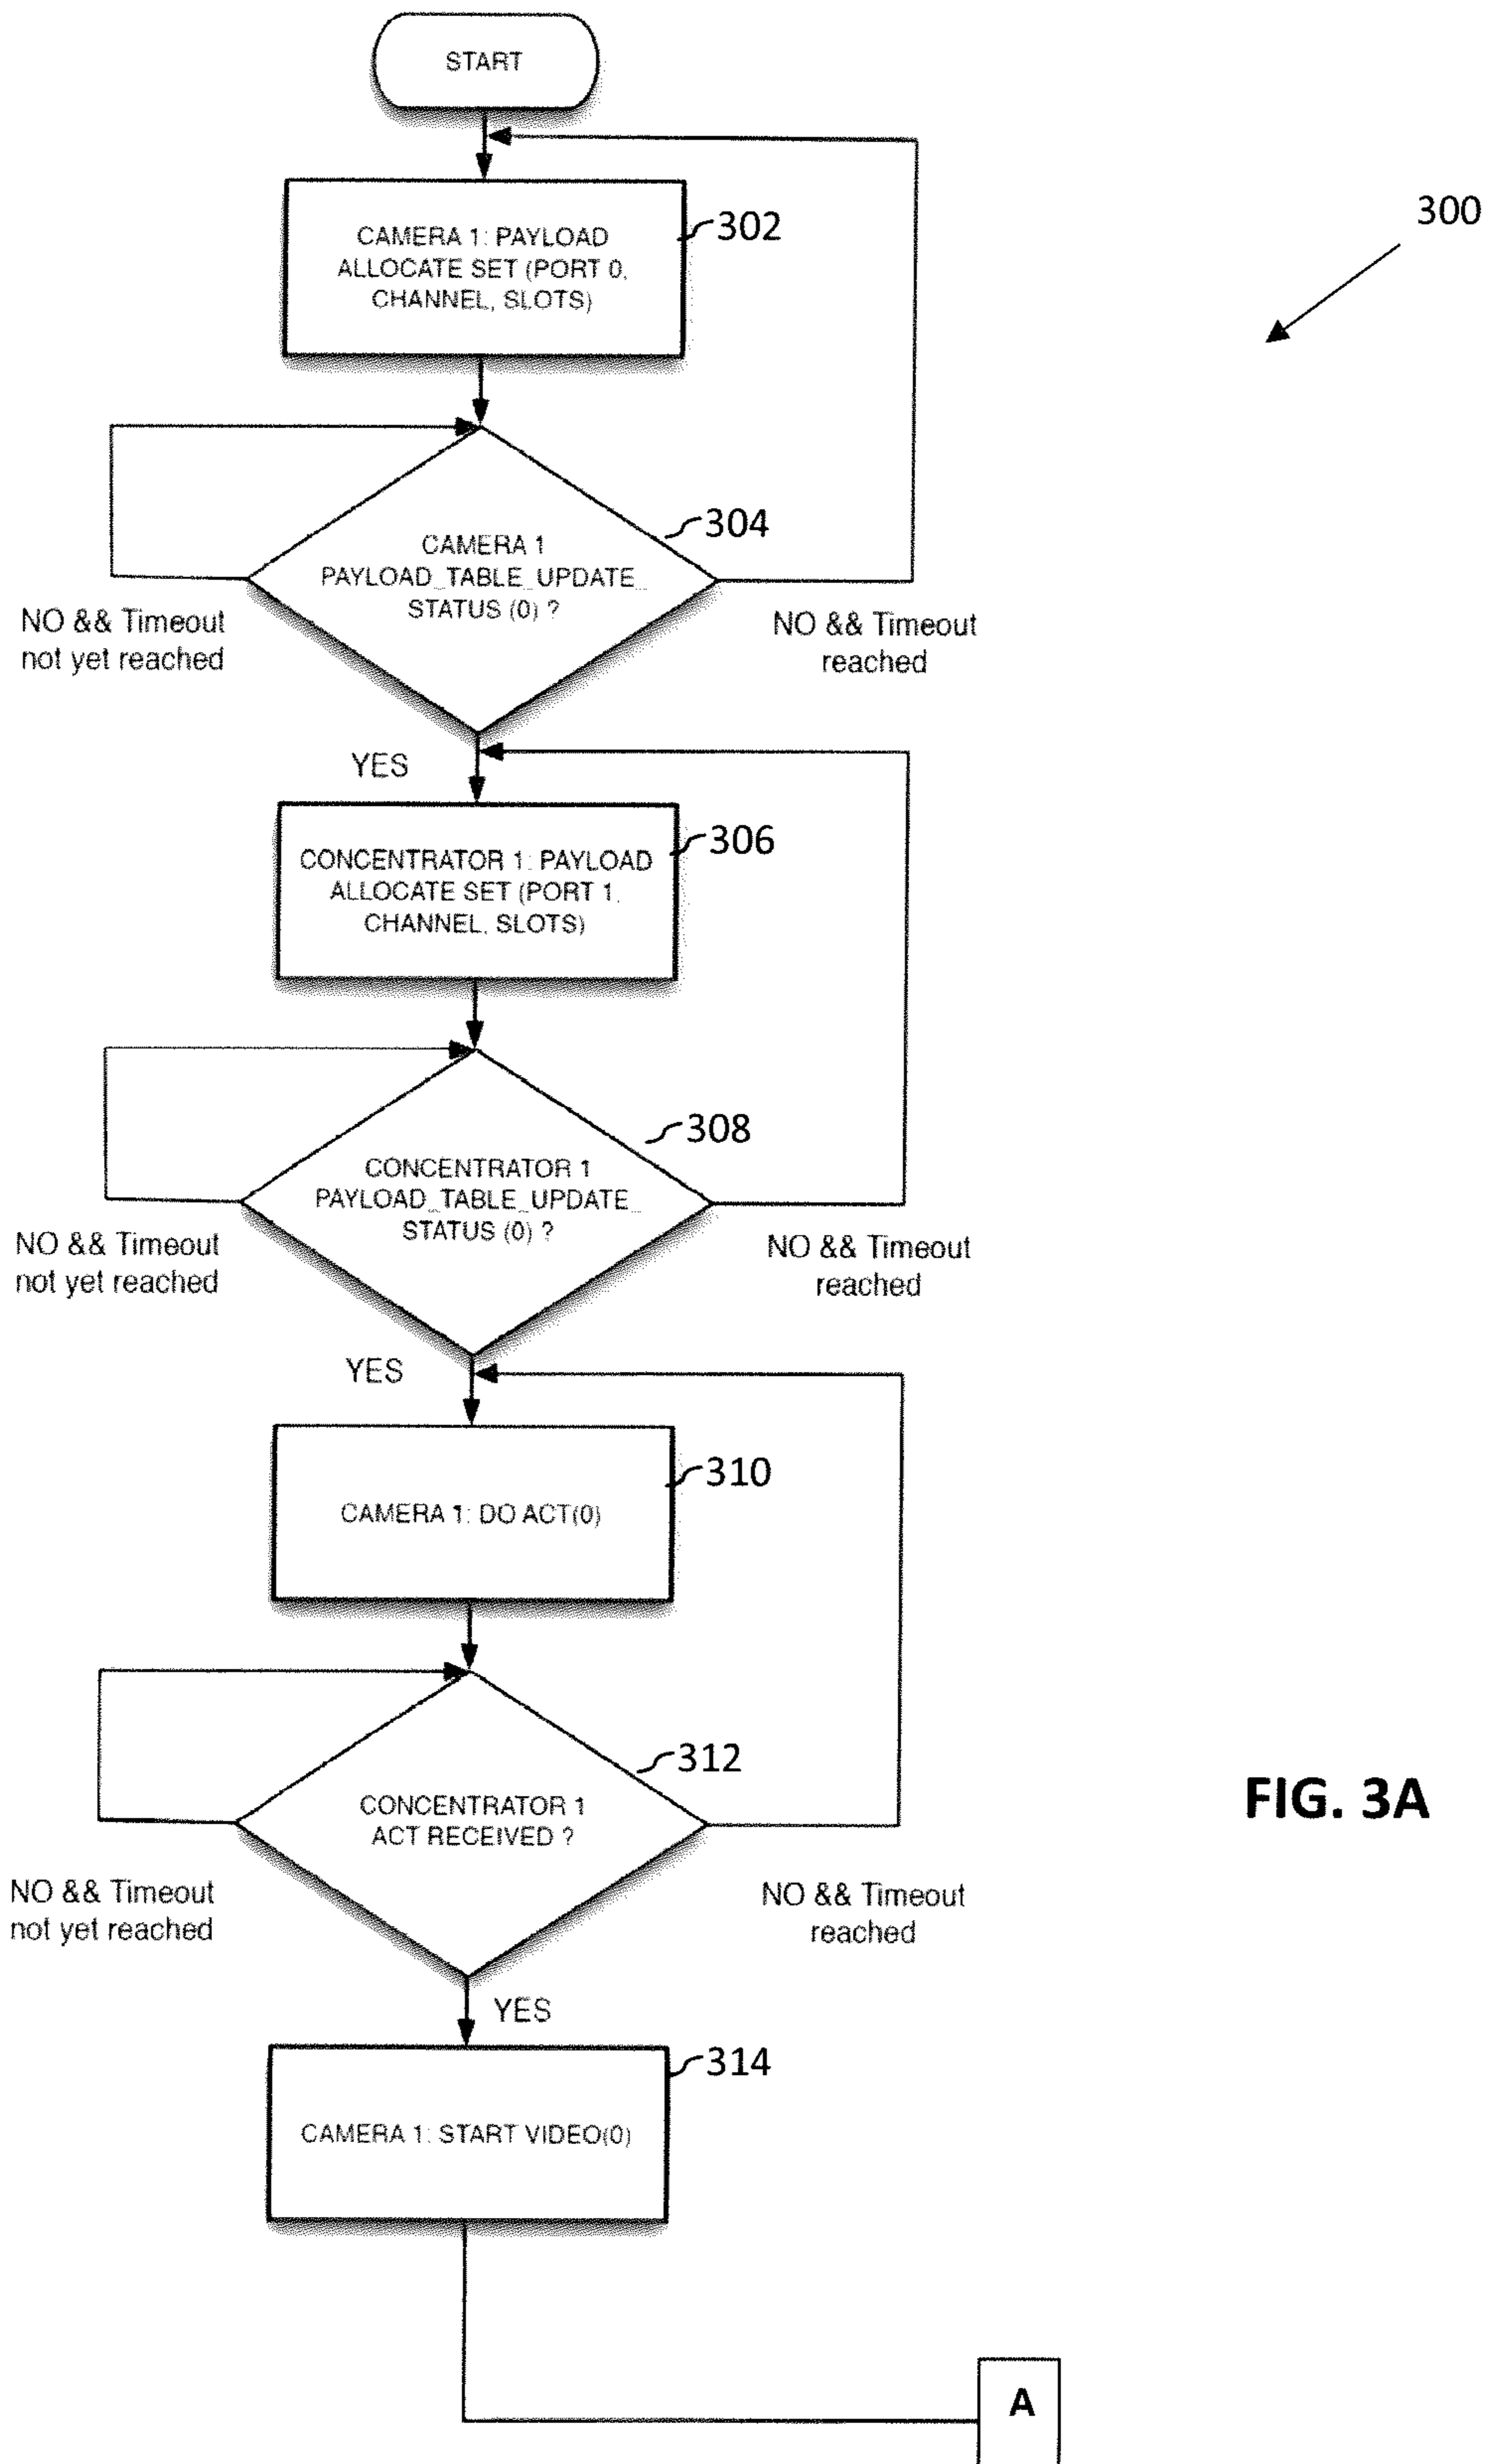 START
300
302
CAMERA 1: PAYLOAD
ALLOCATE SET (PORT 0,
CHANNEL, SLOTS)
304
CAMERA 1
PAYLOAD_TABLE_UPDATE_
STATUS (0) ?
NO && Timeout
not yet reached
NO && Timeout
reached
YES
306
CONCENTRATOR 1: PAYLOAD
ALLOCATE SET (PORT 1,
CHANNEL, SLOTS)
308
CONCENTRATOR 1
PAYLOAD_TABLE_UPDATE_
STATUS (0) ?
NO && Timeout
not yet reached
NO && Timeout
reached
YES
310
CAMERA 1: DO ACT(0)
312
CONCENTRATOR 1
ACT RECEIVED ?
NO && Timeout
not yet reached
NO && Timeout
reached
FIG. 3A
YES
314
CAMERA 1: START VIDEO(0)
A